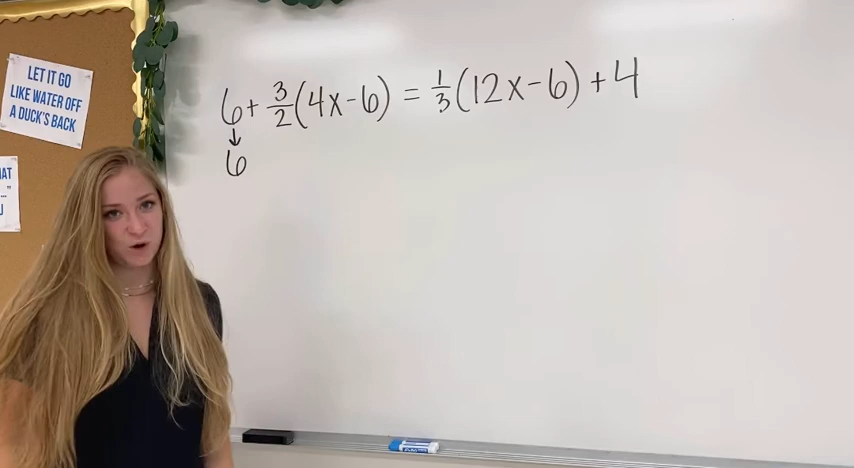 LET IT GO
LIKE WATER OFF
A DUCK'S BACK
6 + 3/2(4x-6) = 1/3(12x-6) + 4
↓
6